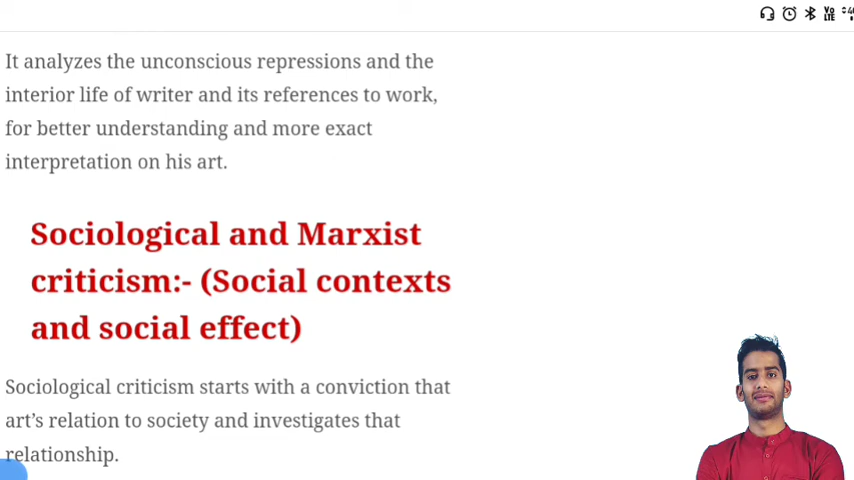 Vo
LTE
It analyzes the unconscious repressions and the
interior life of writer and its references to work,
for better understanding and more exact
interpretation on his art.
Sociological and Marxist
criticism:- (Social contexts
and social effect)
Sociological criticism starts with a conviction that
art’s relation to society and investigates that
relationship.